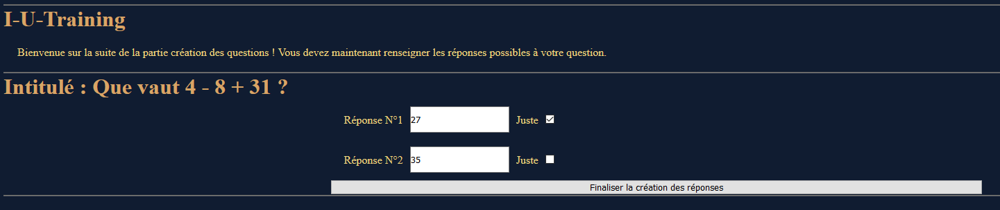 I-U-Training
Bienvenue sur la suite de la partie création des questions ! Vous devez maintenant renseigner les réponses possibles à votre question.
Intitulé : Que vaut 4 - 8 + 31 ?
Réponse N°1 27 Juste
Réponse N°2 35 Juste
Finaliser la création des réponses